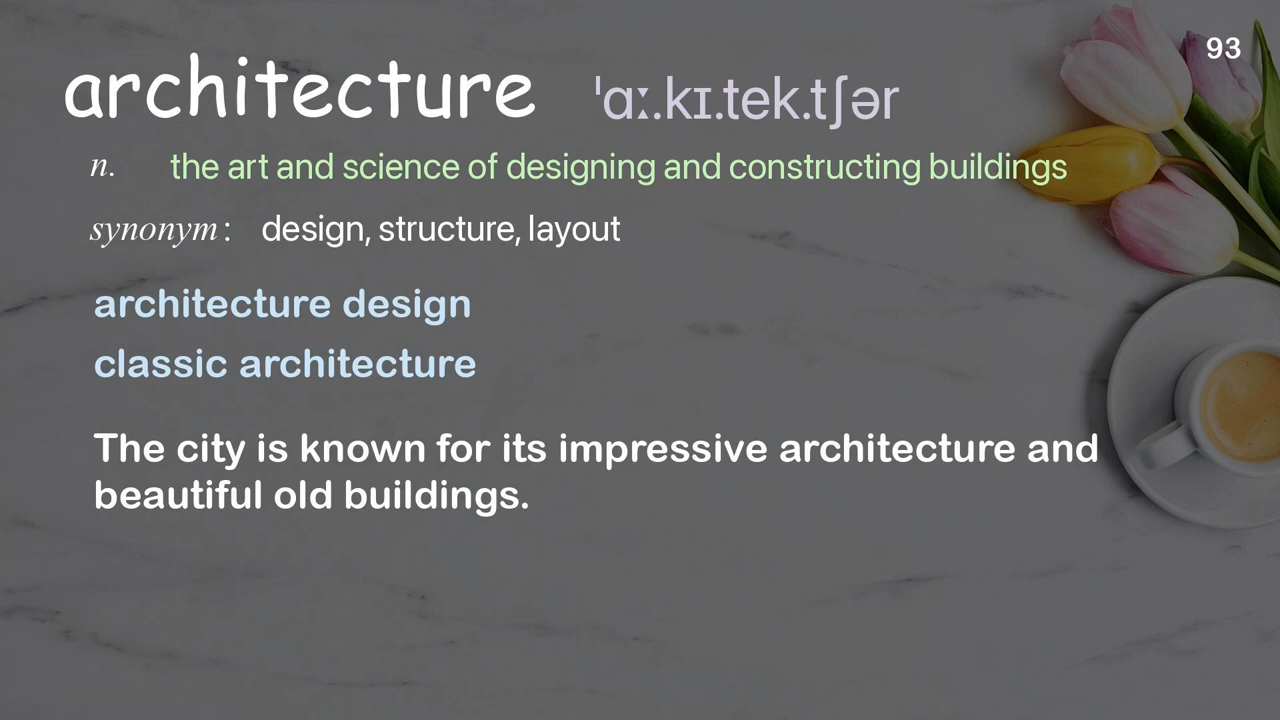 93
architecture ˈɑː.kɪ.tek.tʃər
n. the art and science of designing and constructing buildings
synonym: design, structure, layout
architecture design
classic architecture
The city is known for its impressive architecture and
beautiful old buildings.